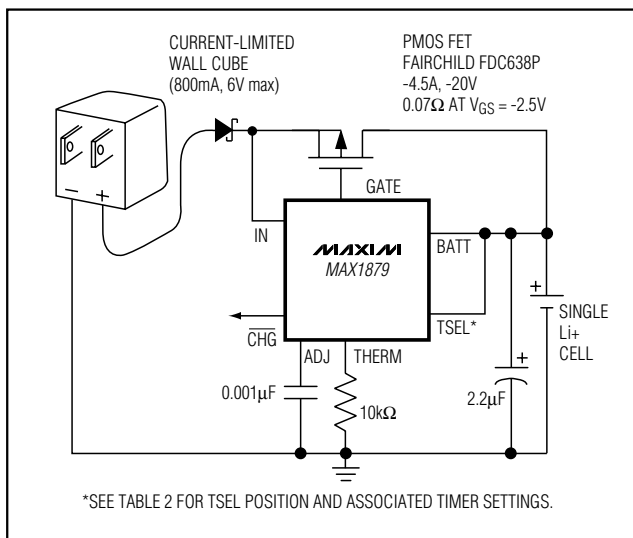 CURRENT-LIMITED
WALL CUBE
(800mA, 6V max)
PMOS FET
FAIRCHILD FDC638P
-4.5A, -20V
0.07Ω AT VGS = -2.5V
− +
GATE
IN
BATT
MAXIM
MAX1879
CHG
TSEL*
ADJ
THERM
+
+
SINGLE
Li+
CELL
0.001µF
10kΩ
2.2µF
*SEE TABLE 2 FOR TSEL POSITION AND ASSOCIATED TIMER SETTINGS.